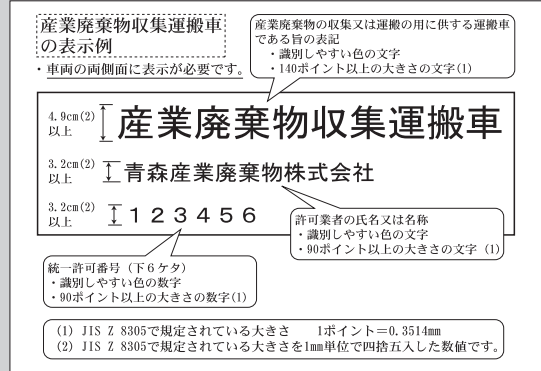 産業廃棄物収集運搬車
の表示例
・車両の両側面に表示が必要です。
産業廃棄物の収集又は運搬の用に供する運搬車
である旨の表記
・識別しやすい色の文字
・140ポイント以上の大きさの文字(1)
4.9cm(2)
以上
産業廃棄物収集運搬車
3.2cm(2)
以上
青森産業廃棄物株式会社
3.2cm(2)
以上
123456
許可業者の氏名又は名称
・識別しやすい色の文字
・90ポイント以上の大きさの文字(1)
統一許可番号(下6ケタ)
・識別しやすい色の数字
・90ポイント以上の大きさの数字(1)
(1) JIS Z 8305で規定されている大きさ 1ポイント＝0.3514mm
(2) JIS Z 8305で規定されている大きさを1mm単位で四捨五入した数値です。